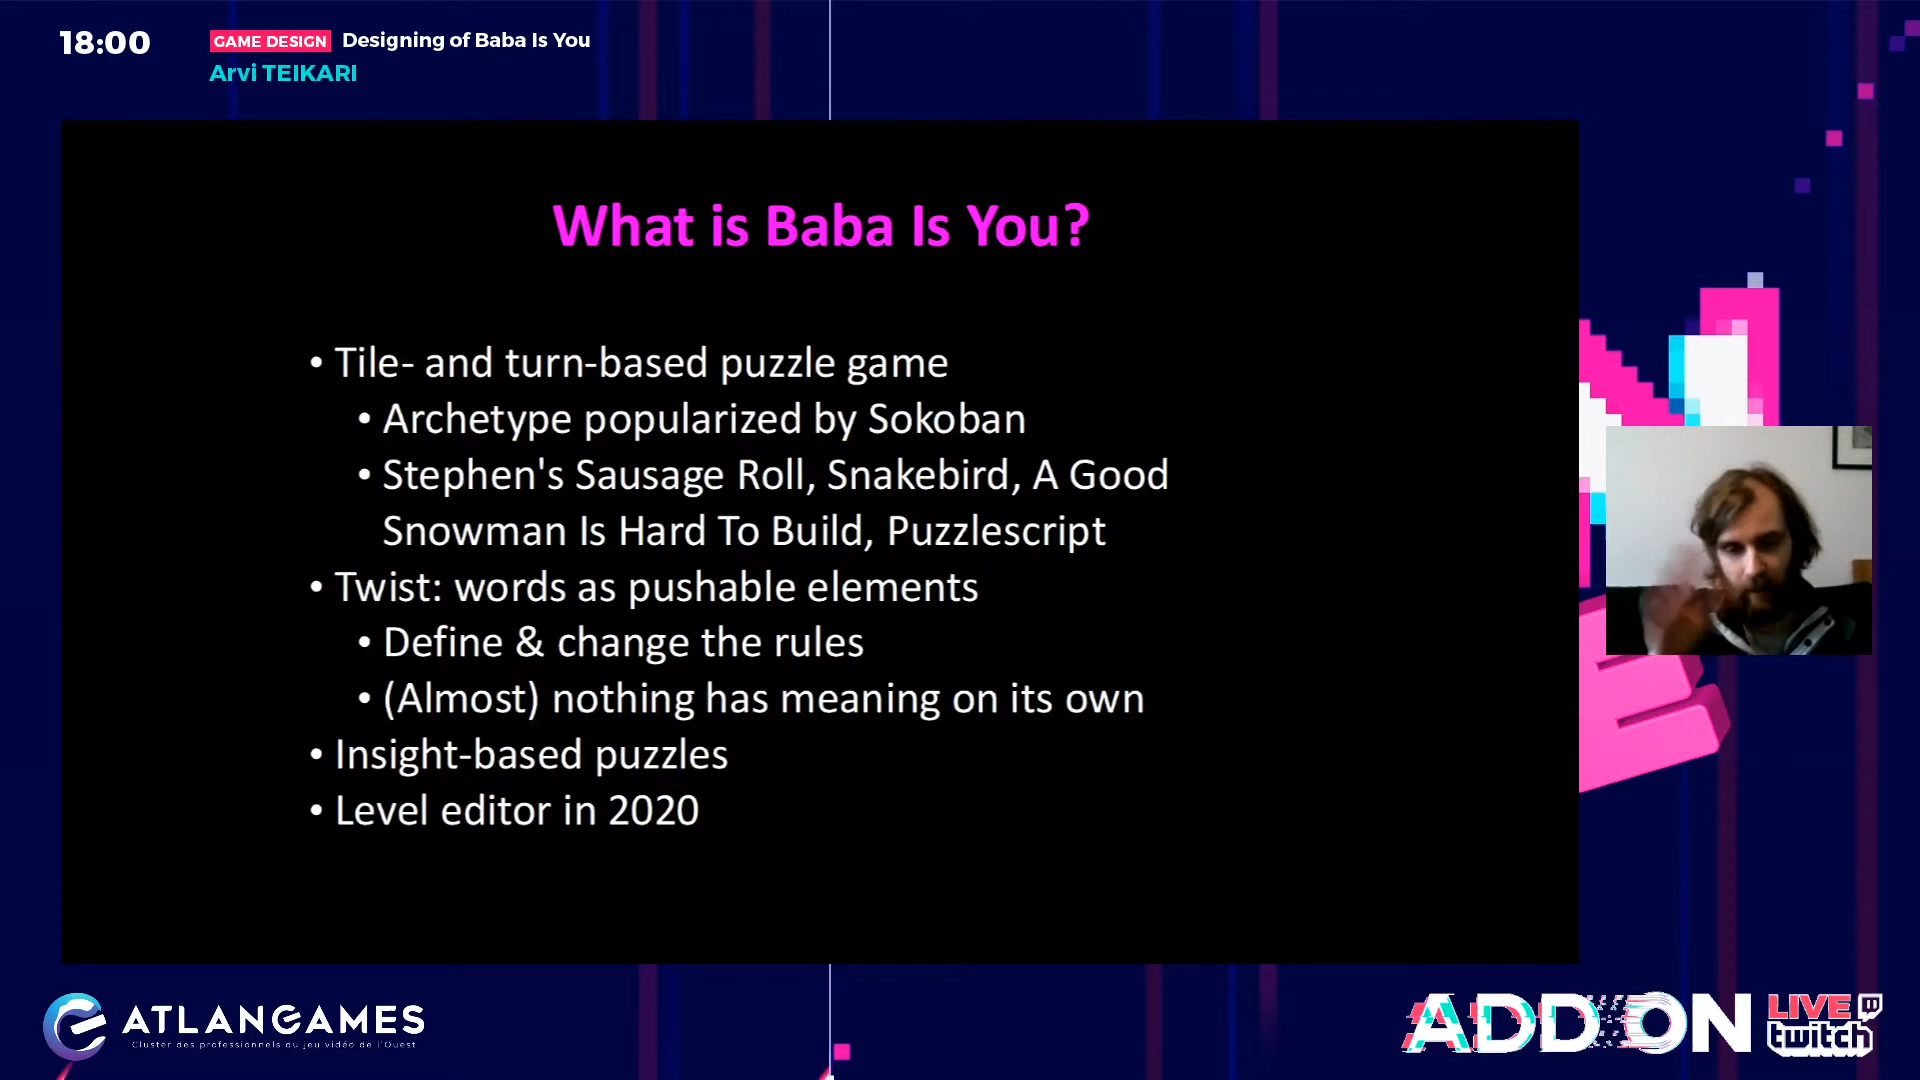 18:00
GAME DESIGN Designing of Baba Is You
Arvi TEIKARI
What is Baba Is You?
• Tile- and turn-based puzzle game
• Archetype popularized by Sokoban
• Stephen's Sausage Roll, Snakebird, A Good
Snowman Is Hard To Build, Puzzlescript
• Twist: words as pushable elements
• Define & change the rules
• (Almost) nothing has meaning on its own
• Insight-based puzzles
• Level editor in 2020
ATLANGAMES
Cluster des professionnels du jeu vidéo de l'Ouest
ADD ON
LIVE
twitch